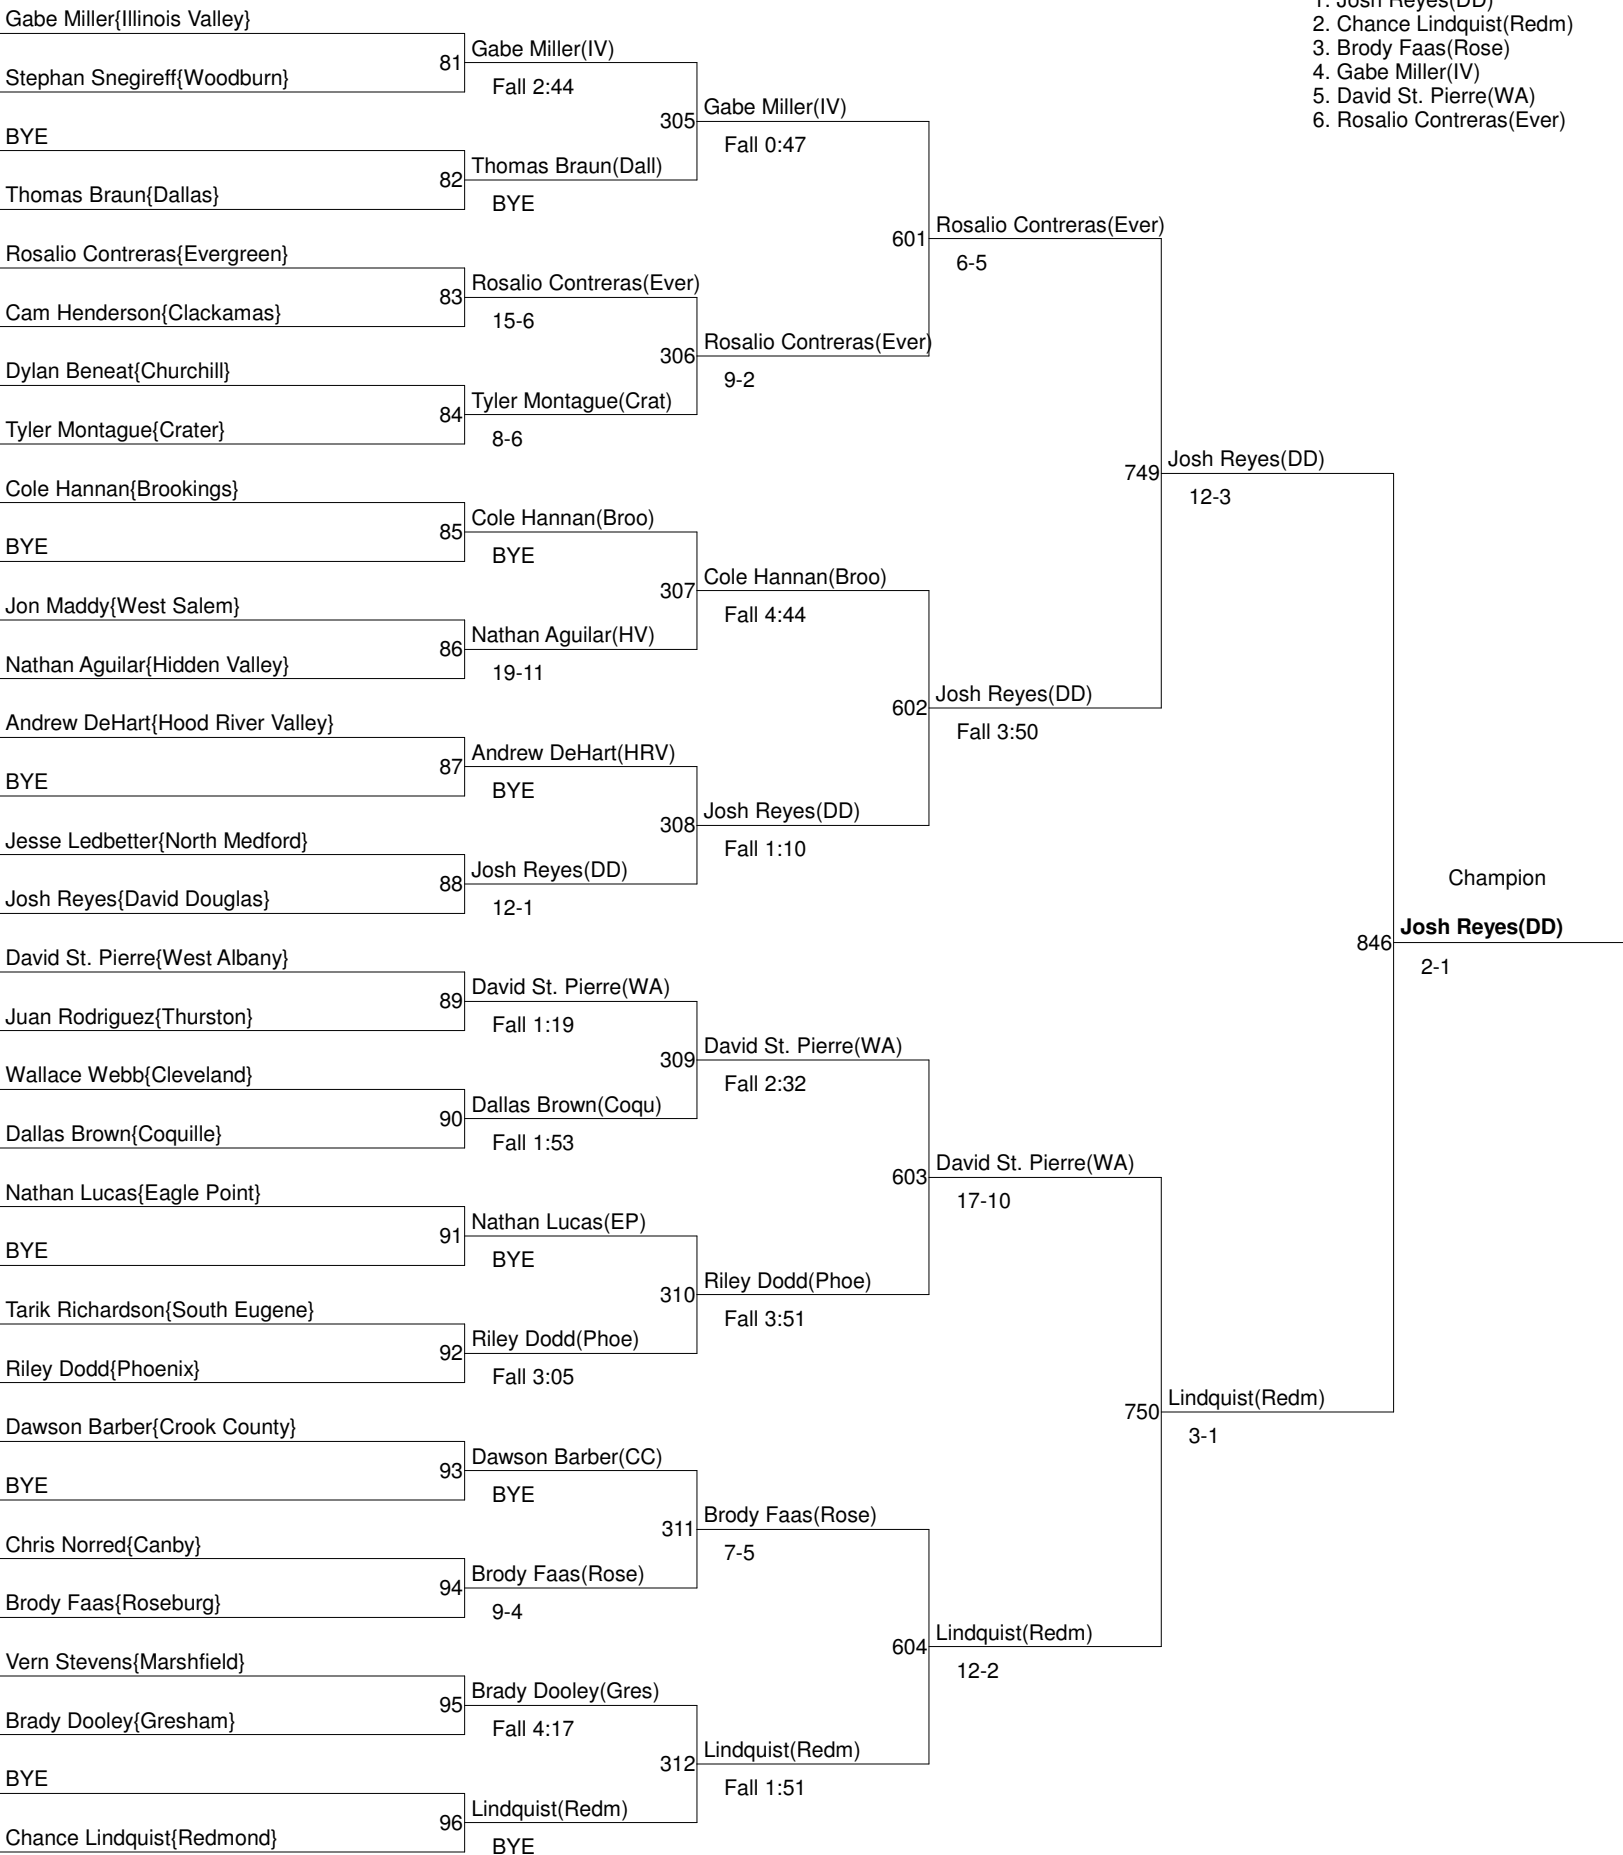 1. Josh Reyes(DD)
2. Chance Lindquist(Redm)
3. Brody Faas(Rose)
4. Gabe Miller(IV)
5. David St. Pierre(WA)
6. Rosalio Contreras(Ever)
Gabe Miller{Illinois Valley}
Stephan Snegireff{Woodburn}
BYE
Thomas Braun{Dallas}
Rosalio Contreras{Evergreen}
Cam Henderson{Clackamas}
Dylan Beneat{Churchill}
Tyler Montague{Crater}
Cole Hannan{Brookings}
BYE
Jon Maddy{West Salem}
Nathan Aguilar{Hidden Valley}
Andrew DeHart{Hood River Valley}
BYE
Jesse Ledbetter{North Medford}
Josh Reyes{David Douglas}
David St. Pierre{West Albany}
Juan Rodriguez{Thurston}
Wallace Webb{Cleveland}
Dallas Brown{Coquille}
Nathan Lucas{Eagle Point}
BYE
Tarik Richardson{South Eugene}
Riley Dodd{Phoenix}
Dawson Barber{Crook County}
BYE
Chris Norred{Canby}
Brody Faas{Roseburg}
Vern Stevens{Marshfield}
Brady Dooley{Gresham}
BYE
Chance Lindquist{Redmond}
81 Gabe Miller(IV)
Fall 2:44
82 Thomas Braun(Dall)
BYE
83 Rosalio Contreras(Ever)
15-6
84 Tyler Montague(Crat)
8-6
85 Cole Hannan(Broo)
BYE
86 Nathan Aguilar(HV)
19-11
87 Andrew DeHart(HRV)
BYE
88 Josh Reyes(DD)
12-1
89 David St. Pierre(WA)
Fall 1:19
90 Dallas Brown(Coqu)
Fall 1:53
91 Nathan Lucas(EP)
BYE
92 Riley Dodd(Phoe)
Fall 3:05
93 Dawson Barber(CC)
BYE
94 Brody Faas(Rose)
9-4
95 Brady Dooley(Gres)
Fall 4:17
96 Lindquist(Redm)
BYE
305 Gabe Miller(IV)
Fall 0:47
306 Rosalio Contreras(Ever)
9-2
307 Cole Hannan(Broo)
Fall 4:44
308 Josh Reyes(DD)
Fall 1:10
309 David St. Pierre(WA)
Fall 2:32
310 Riley Dodd(Phoe)
Fall 3:51
311 Brody Faas(Rose)
7-5
312 Lindquist(Redm)
Fall 1:51
601 Rosalio Contreras(Ever)
6-5
602 Josh Reyes(DD)
Fall 3:50
603 David St. Pierre(WA)
17-10
604 Lindquist(Redm)
12-2
749 Josh Reyes(DD)
12-3
750 Lindquist(Redm)
3-1
Champion
846 Josh Reyes(DD)
2-1